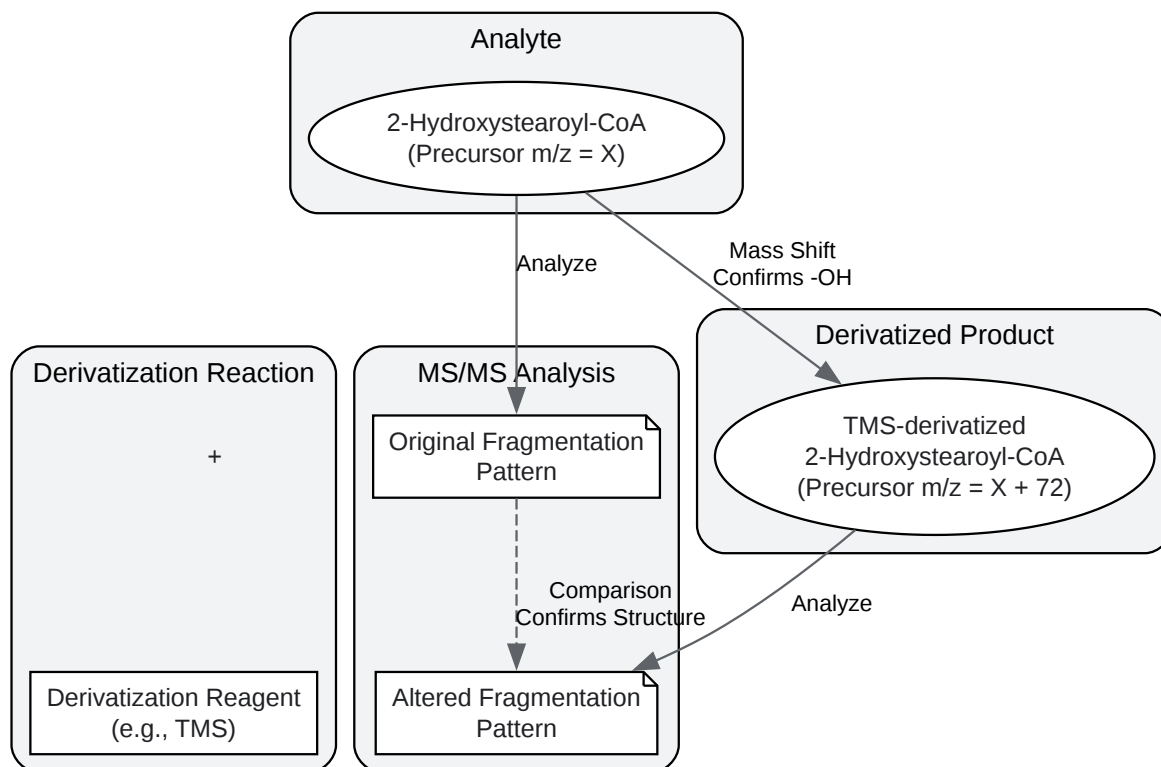 Analyte
2-Hydroxystearoyl-CoA
(Precursor m/z = X)
Analyze
Mass Shift
Confirms -OH
Derivatization Reaction
+
Derivatization Reagent
(e.g., TMS)
MS/MS Analysis
Original Fragmentation
Pattern
Comparison
Confirms Structure
Altered Fragmentation
Pattern
Derivatized Product
TMS-derivatized
2-Hydroxystearoyl-CoA
(Precursor m/z = X + 72)
Analyze